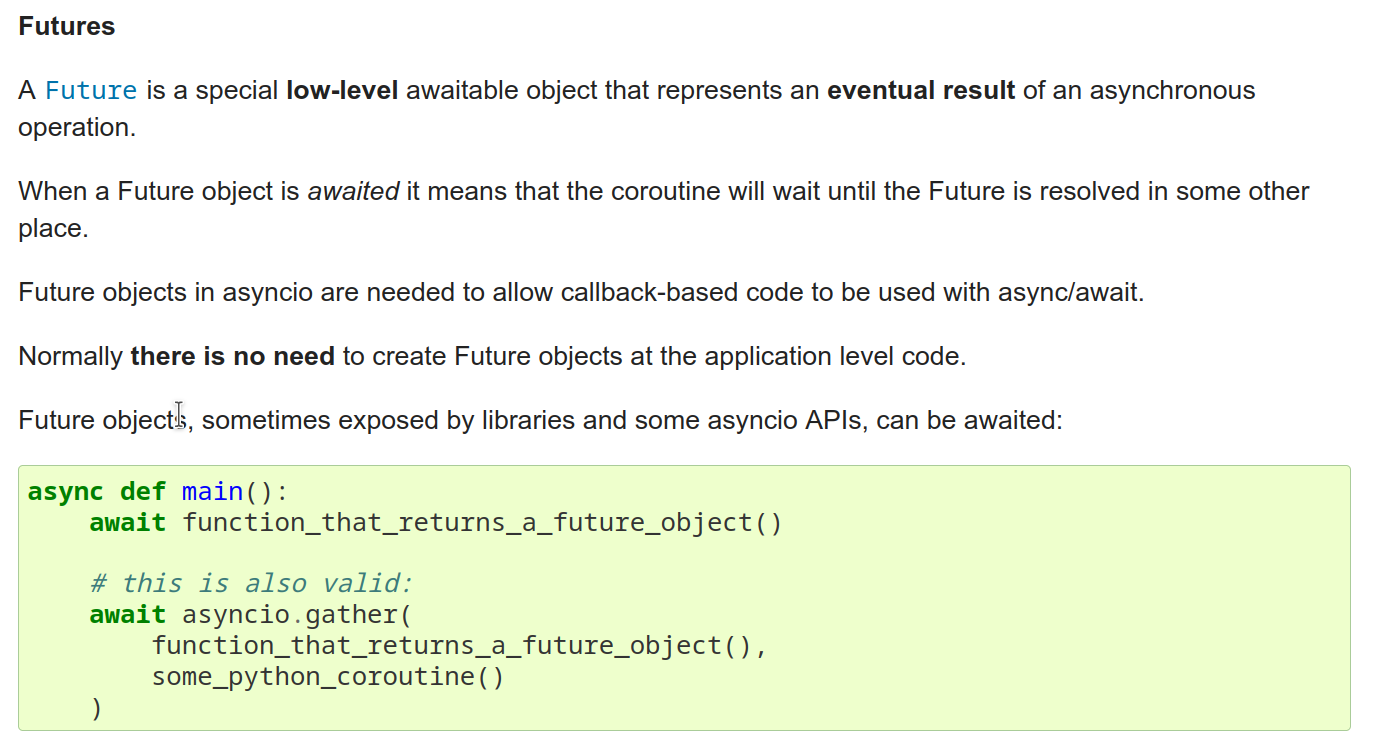 Futures
A Future is a special low-level awaitable object that represents an eventual result of an asynchronous
operation.
When a Future object is awaited it means that the coroutine will wait until the Future is resolved in some other
place.
Future objects in asyncio are needed to allow callback-based code to be used with async/await.
Normally there is no need to create Future objects at the application level code.
Future objects, sometimes exposed by libraries and some asyncio APIs, can be awaited:
async def main():
    await function_that_returns_a_future_object()
    # this is also valid:
    await asyncio.gather(
        function_that_returns_a_future_object(),
        some_python_coroutine()
    )